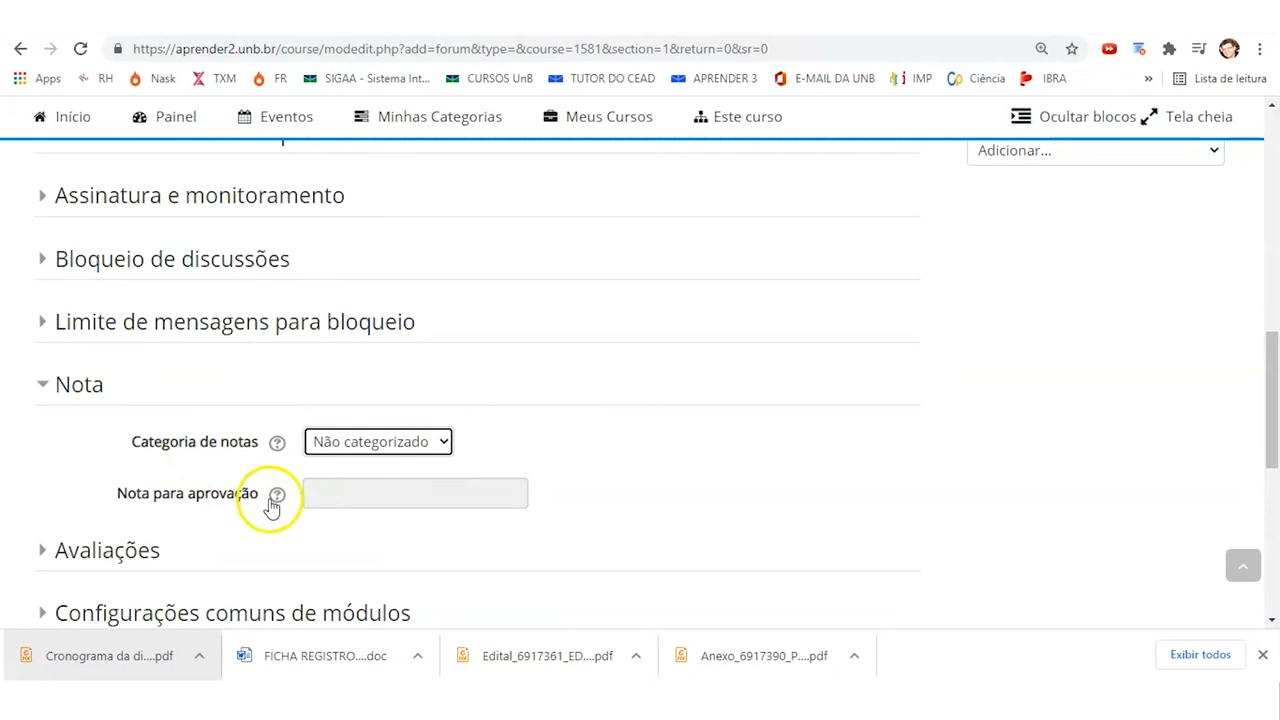 https://aprender2.unb.br/course/modedit.php?add=forum&type=&course=1581&section=1&return=0&sr=0
Apps RH Nask TXM FR SIGAA - Sistema Int... CURSOS UnB TUTOR DO CEAD APRENDER 3 E-MAIL DA UNB IMP Ciência IBRA » Lista de leitura
Início Painel Eventos Minhas Categorias Meus Cursos Este curso Ocultar blocos Tela cheia
Adicionar...
Assinatura e monitoramento
Bloqueio de discussões
Limite de mensagens para bloqueio
Nota
Categoria de notas ? Não categorizado
Nota para aprovação ?
Avaliações
Configurações comuns de módulos
Cronograma da di....pdf FICHA REGISTRO....doc Edital_6917361_ED....pdf Anexo_6917390_P....pdf Exibir todos